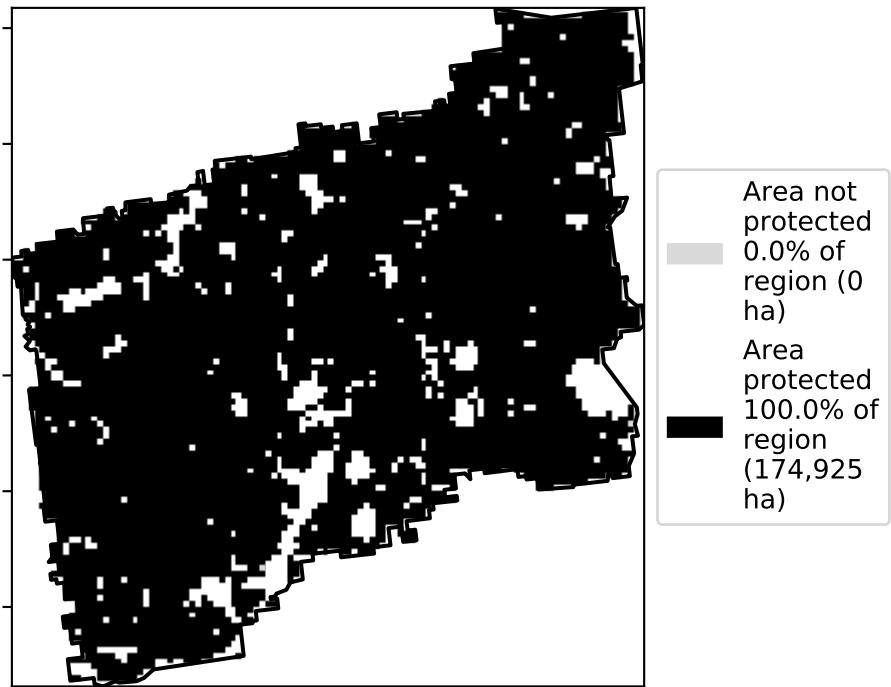 Area not
protected
0.0% of
region (0
ha)
Area
protected
100.0% of
region
(174,925
ha)